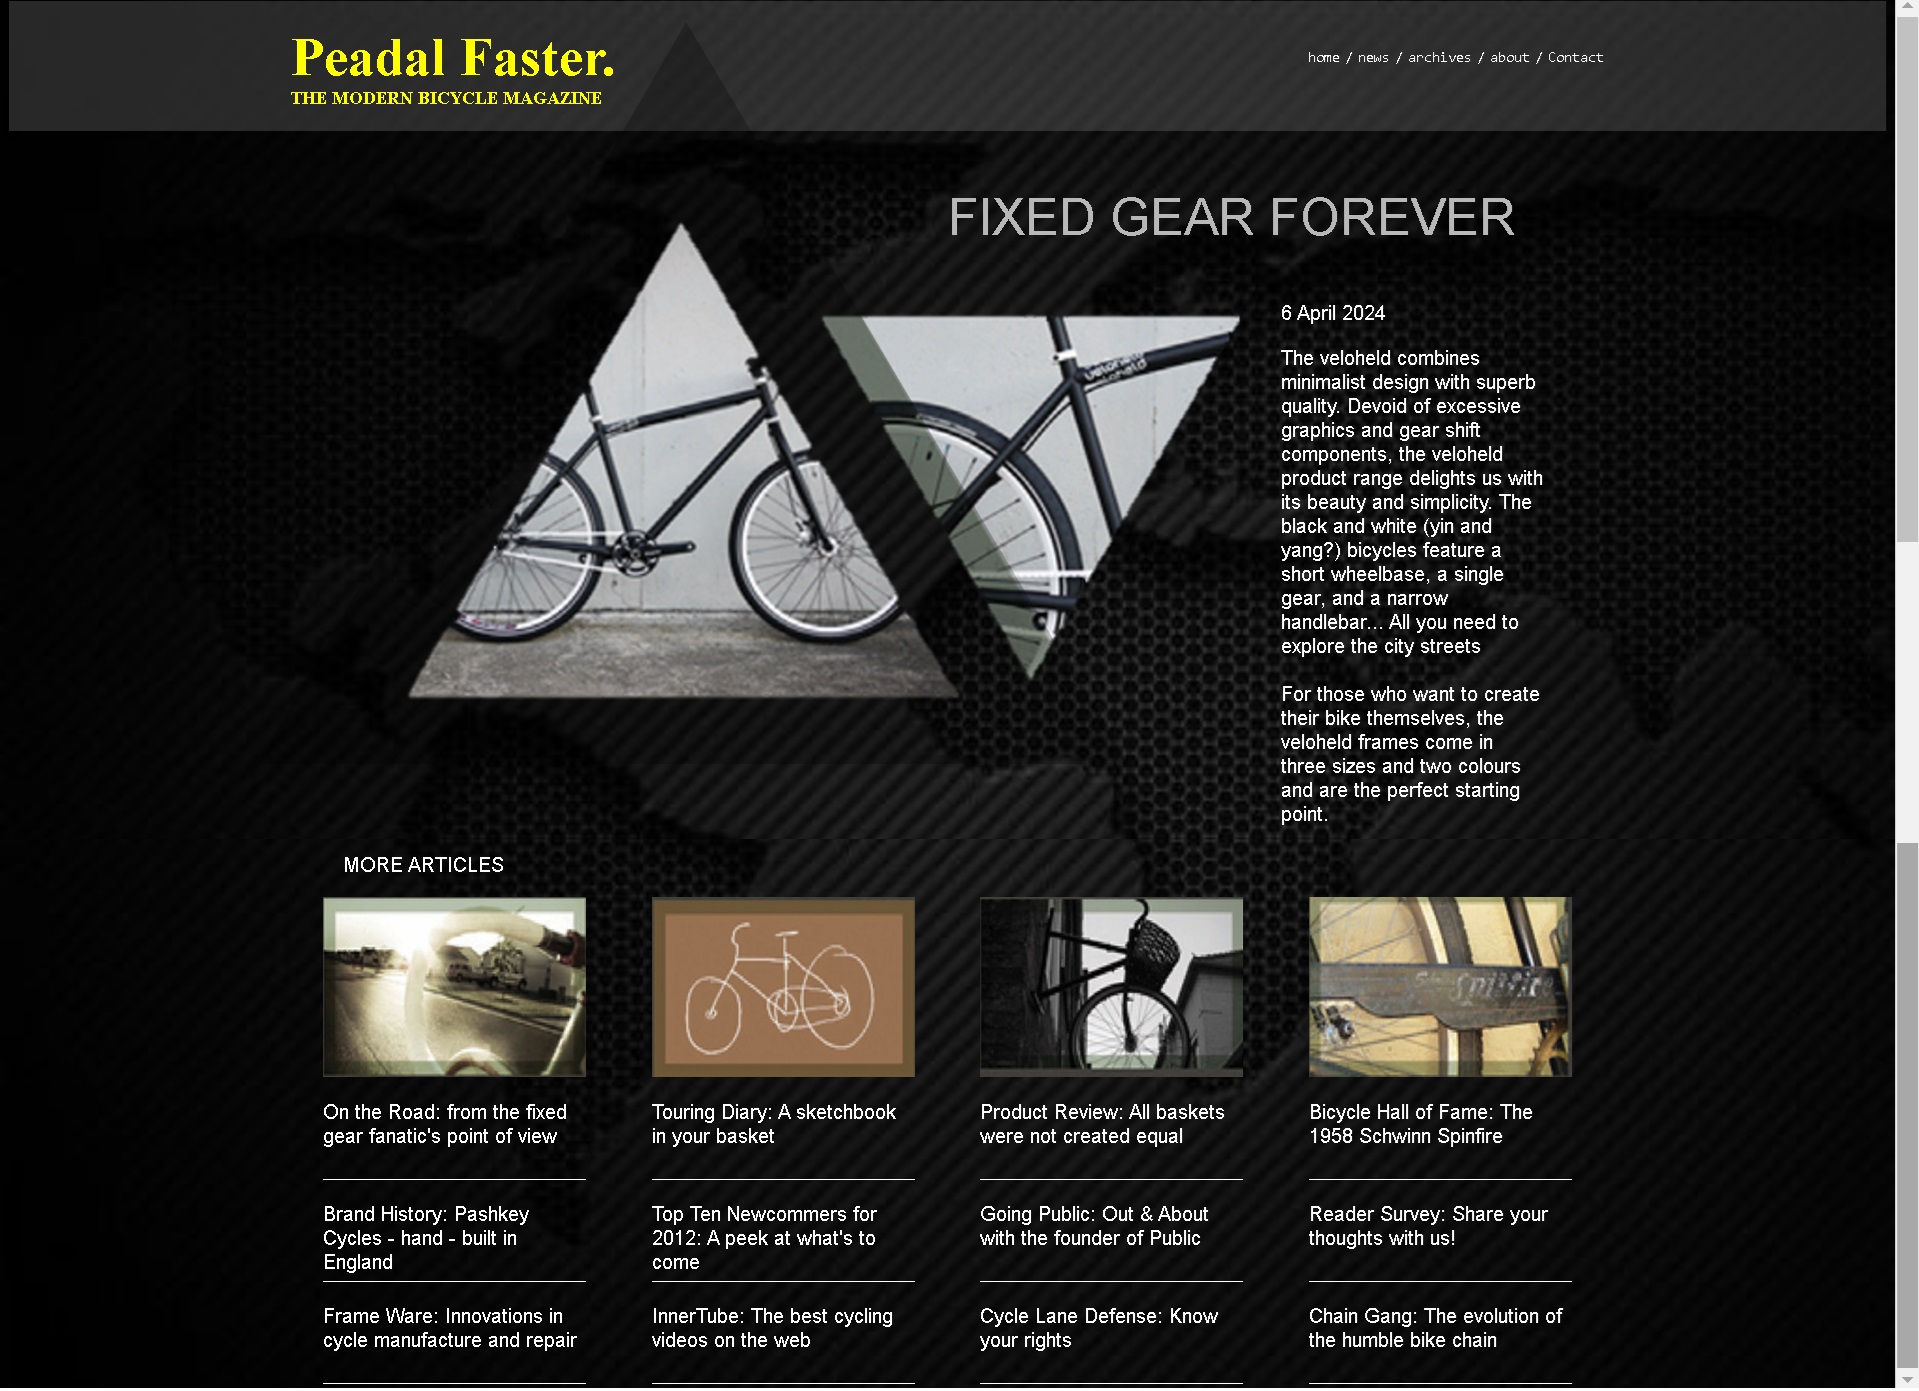 Peadal Faster.
THE MODERN BICYCLE MAGAZINE
home / news / archives / about / Contact
FIXED GEAR FOREVER
6 April 2024
The veloheld combines
minimalist design with superb
quality. Devoid of excessive
graphics and gear shift
components, the veloheld
product range delights us with
its beauty and simplicity. The
black and white (yin and
yang?) bicycles feature a
short wheelbase, a single
gear, and a narrow
handlebar... All you need to
explore the city streets
For those who want to create
their bike themselves, the
veloheld frames come in
three sizes and two colours
and are the perfect starting
point.
MORE ARTICLES
On the Road: from the fixed
gear fanatic's point of view
Touring Diary: A sketchbook
in your basket
Product Review: All baskets
were not created equal
Bicycle Hall of Fame: The
1958 Schwinn Spinfire
Brand History: Pashkey
Cycles - hand - built in
England
Top Ten Newcommers for
2012: A peek at what's to
come
Going Public: Out & About
with the founder of Public
Reader Survey: Share your
thoughts with us!
Frame Ware: Innovations in
cycle manufacture and repair
InnerTube: The best cycling
videos on the web
Cycle Lane Defense: Know
your rights
Chain Gang: The evolution of
the humble bike chain